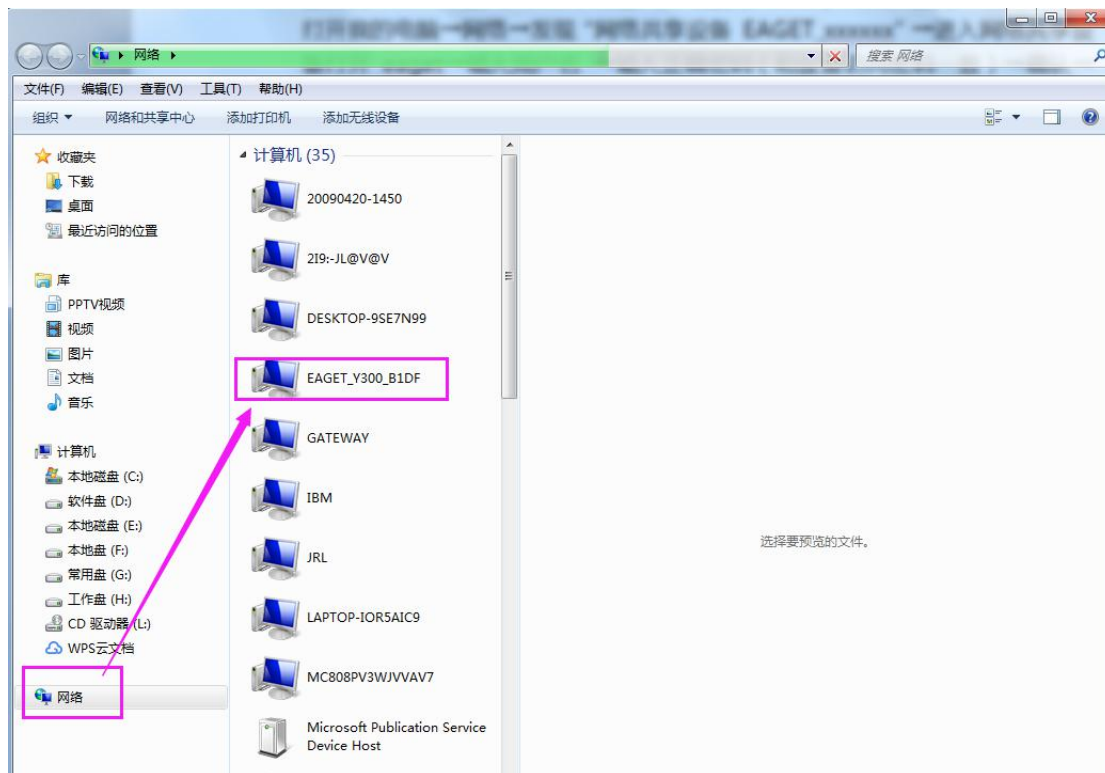 网络
搜索 网络
文件(F) 编辑(E) 查看(V) 工具(T) 帮助(H)
组织 网络和共享中心 添加打印机 添加无线设备
收藏夹
下载
桌面
最近访问的位置
库
PPTV视频
视频
图片
文档
音乐
计算机
本地磁盘 (C:)
软件盘 (D:)
本地磁盘 (E:)
本地盘 (F:)
常用盘 (G:)
工作盘 (H:)
CD 驱动器 (L:)
WPS云文档
网络
计算机 (35)
20090420-1450
2I9:-JL@V@V
DESKTOP-9SE7N99
EAGET_Y300_B1DF
GATEWAY
IBM
JRL
LAPTOP-IOR5AIC9
MC808PV3WJVVAV7
Microsoft Publication Service
Device Host
选择要预览的文件。